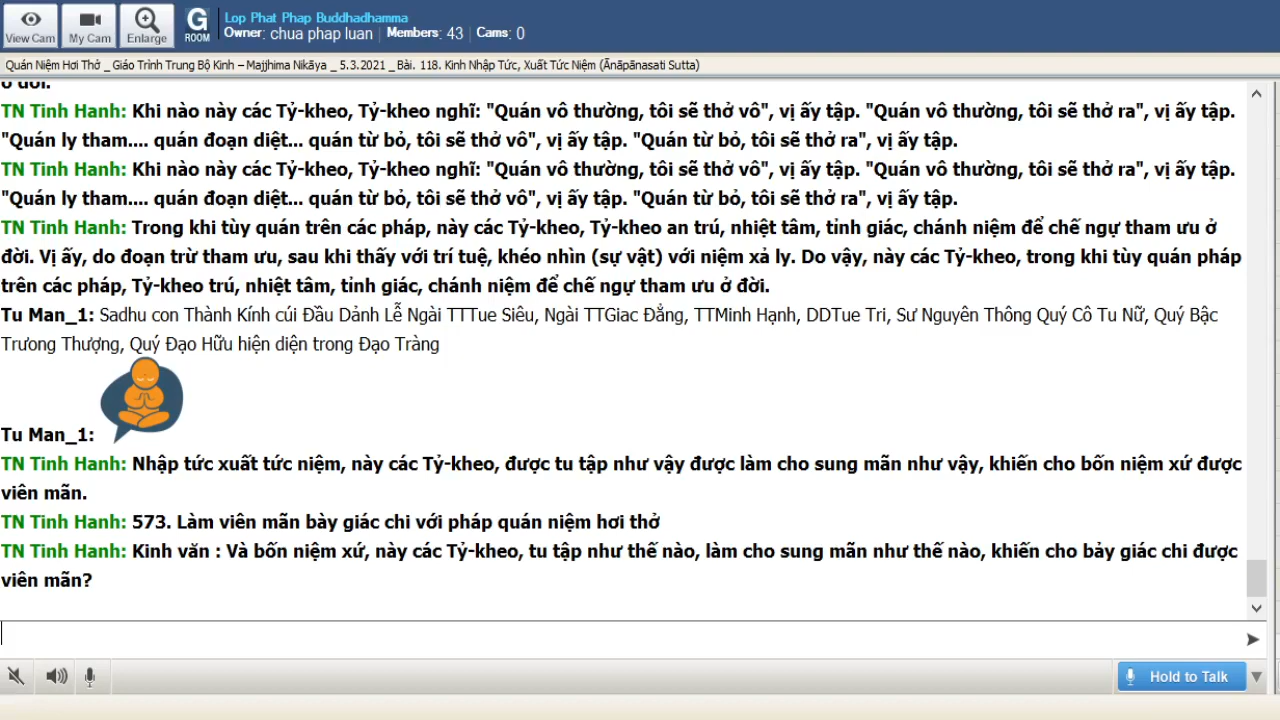 View Cam
My Cam
Enlarge
G
ROOM
Lop Phat Phap Buddhadhamma
Owner: chua phap luan
Members: 43
Cams: 0
Quán Niệm Hơi Thở _ Giáo Trình Trung Bộ Kinh – Majjhima Nikāya _ 5.3.2021 _ Bài. 118. Kinh Nhập Tức, Xuất Tức Niệm (Ānāpānasati Sutta)
TN Tinh Hanh: Khi nào này các Tỷ-kheo, Tỷ-kheo nghĩ: "Quán vô thường, tôi sẽ thở vô", vị ấy tập. "Quán vô thường, tôi sẽ thở ra", vị ấy tập.
"Quán ly tham.... quán đoạn diệt... quán từ bỏ, tôi sẽ thở vô", vị ấy tập. "Quán từ bỏ, tôi sẽ thở ra", vị ấy tập.
TN Tinh Hanh: Khi nào này các Tỷ-kheo, Tỷ-kheo nghĩ: "Quán vô thường, tôi sẽ thở vô", vị ấy tập. "Quán vô thường, tôi sẽ thở ra", vị ấy tập.
"Quán ly tham.... quán đoạn diệt... quán từ bỏ, tôi sẽ thở vô", vị ấy tập. "Quán từ bỏ, tôi sẽ thở ra", vị ấy tập.
TN Tinh Hanh: Trong khi tùy quán trên các pháp, này các Tỷ-kheo, Tỷ-kheo an trú, nhiệt tâm, tỉnh giác, chánh niệm để chế ngự tham ưu ở
đời. Vị ấy, do đoạn trừ tham ưu, sau khi thấy với trí tuệ, khéo nhìn (sự vật) với niệm xả ly. Do vậy, này các Tỷ-kheo, trong khi tùy quán pháp
trên các pháp, Tỷ-kheo trú, nhiệt tâm, tỉnh giác, chánh niệm để chế ngự tham ưu ở đời.
Tu Man_1: Sadhu con Thành Kính cúi Đầu Dảnh Lễ Ngài TTTue Siêu, Ngài TTGiac Đẳng, TTMinh Hạnh, DDTue Tri, Sư Nguyên Thông Quý Cô Tu Nữ, Quý Bậc
Trưong Thượng, Quý Đạo Hữu hiện diện trong Đạo Tràng
Tu Man_1:
TN Tinh Hanh: Nhập tức xuất tức niệm, này các Tỷ-kheo, được tu tập như vậy được làm cho sung mãn như vậy, khiến cho bốn niệm xứ được
viên mãn.
TN Tinh Hanh: 573. Làm viên mãn bày giác chi với pháp quán niệm hơi thở
TN Tinh Hanh: Kinh văn : Và bốn niệm xứ, này các Tỷ-kheo, tu tập như thế nào, làm cho sung mãn như thế nào, khiến cho bảy giác chi được
viên mãn?
Hold to Talk